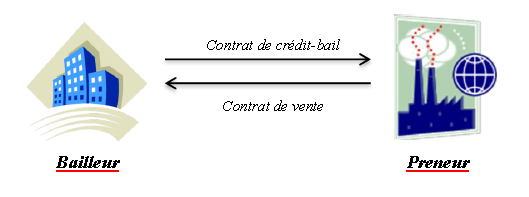 Contrat de crédit-bail
Contrat de vente
Bailleur
Preneur